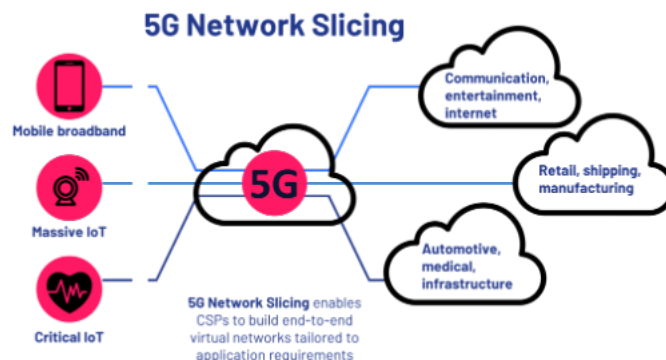 5G Network Slicing
Mobile broadband
Massive IoT
Critical IoT
5G
Communication,
entertainment,
internet
Retail, shipping,
manufacturing
Automotive,
medical,
infrastructure
5G Network Slicing enables
CSPs to build end-to-end
virtual networks tailored to
application requirements